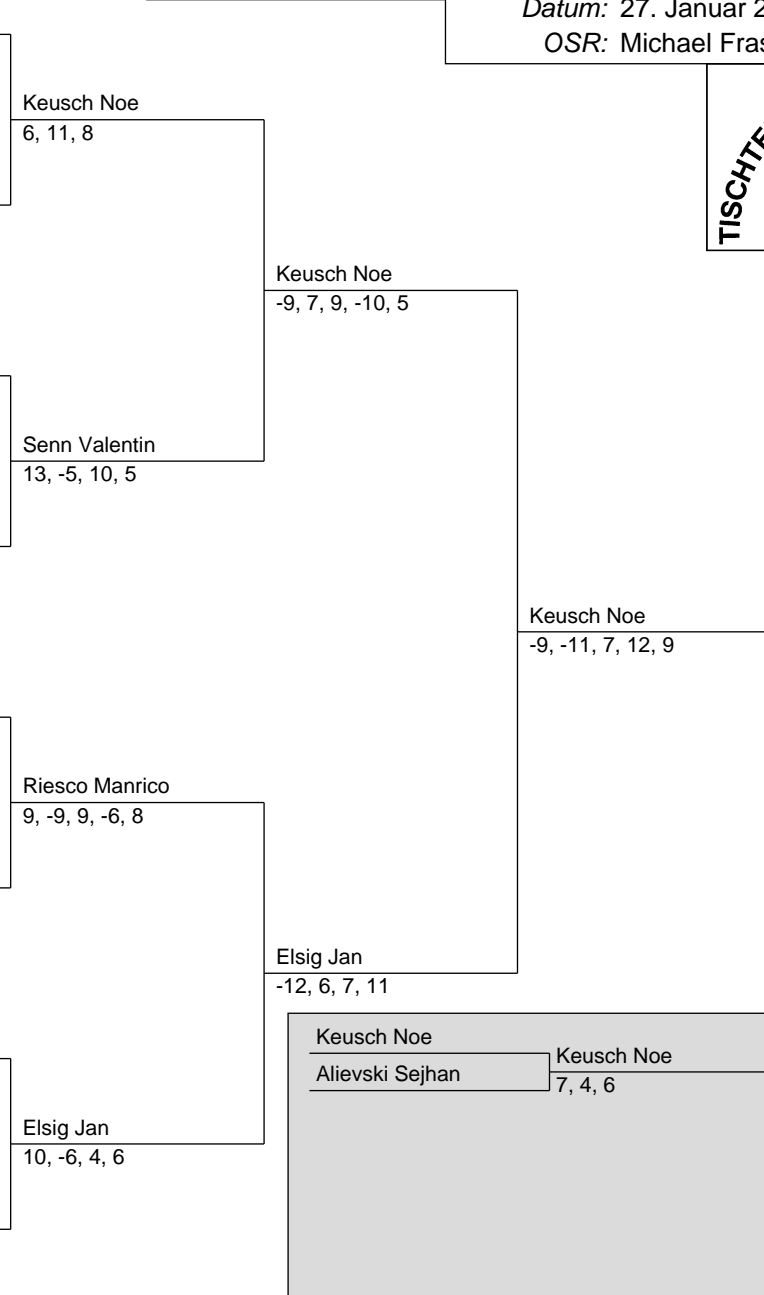 Datum: 27. Januar 2
OSR: Michael Fras
TISCHTE
Keusch Noe
6, 11, 8
Keusch Noe
-9, 7, 9, -10, 5
Senn Valentin
13, -5, 10, 5
Keusch Noe
-9, -11, 7, 12, 9
Riesco Manrico
9, -9, 9, -6, 8
Elsig Jan
-12, 6, 7, 11
Keusch Noe
Keusch Noe
Alievski Sejhan
7, 4, 6
Elsig Jan
10, -6, 4, 6